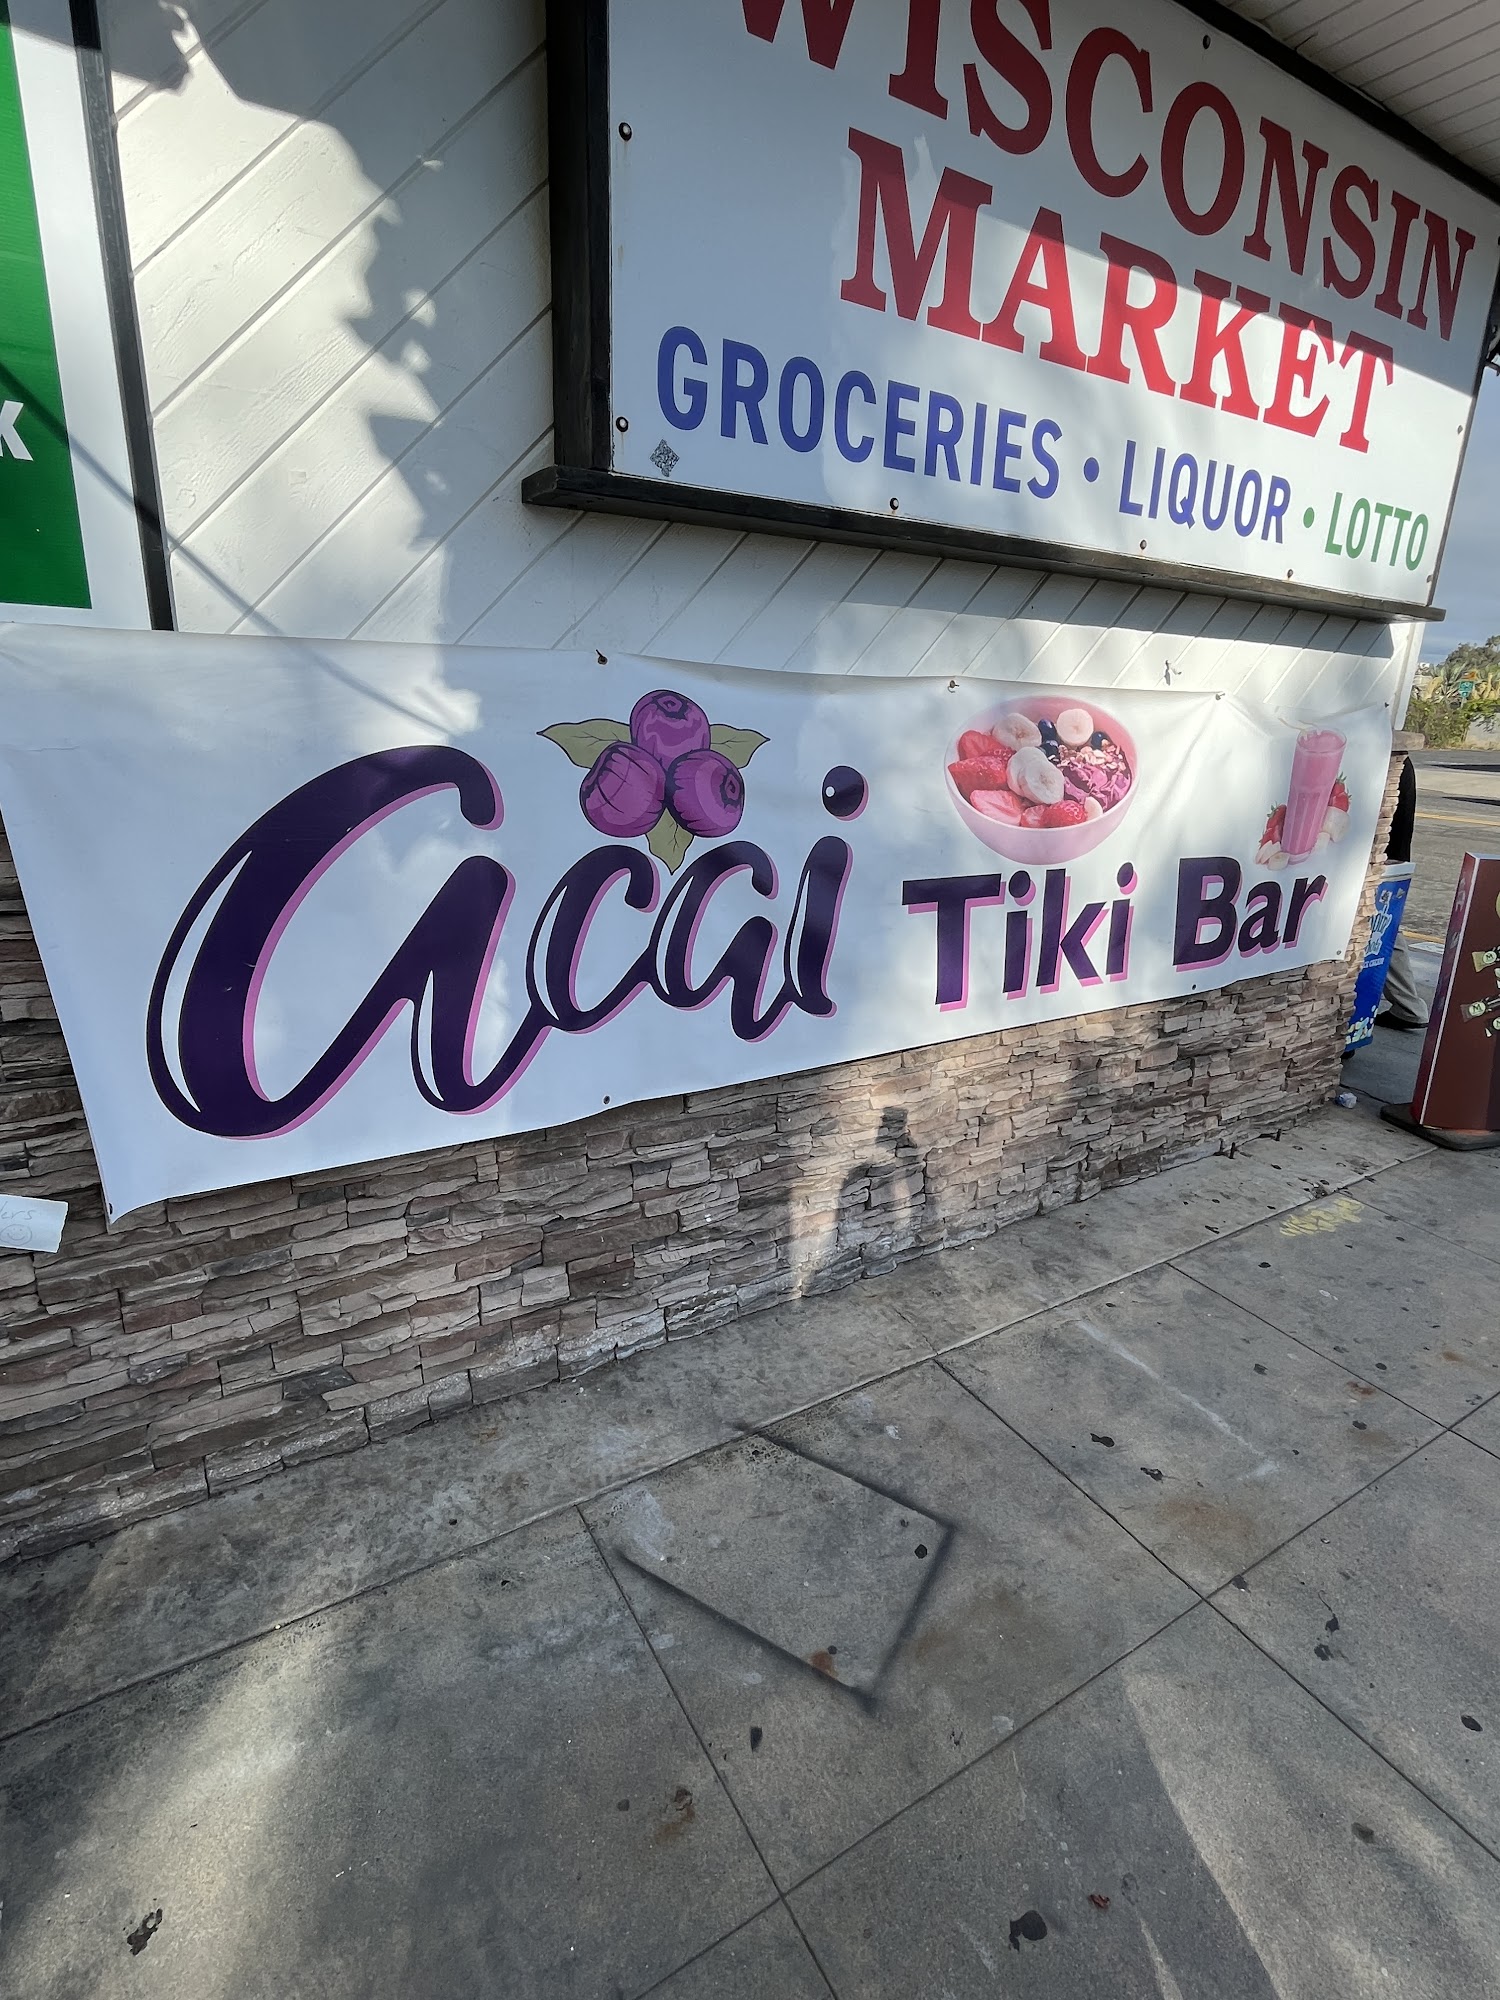 WISCONSIN
MARKET
GROCERIES • LIQUOR • LOTTO
acai Tiki Bar